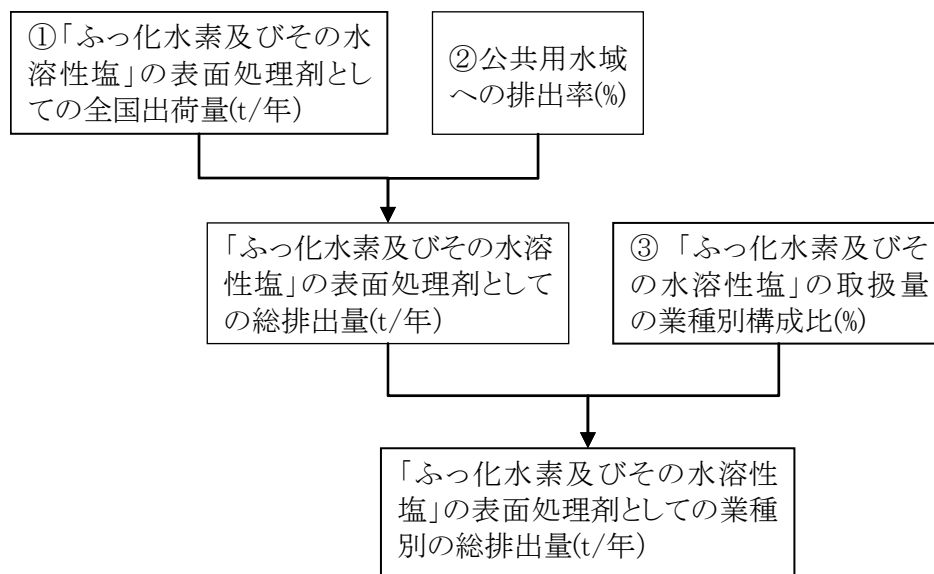 ①「ふっ化水素及びその水
溶性塩」の表面処理剤とし
ての全国出荷量(t/年)
②公共用水域
への排出率(%)
「ふっ化水素及びその水溶
性塩」の表面処理剤として
の総排出量(t/年)
③ 「ふっ化水素及びそ
の水溶性塩」の取扱量
の業種別構成比(%)
「ふっ化水素及びその水溶性
塩」の表面処理剤としての業種
別の総排出量(t/年)